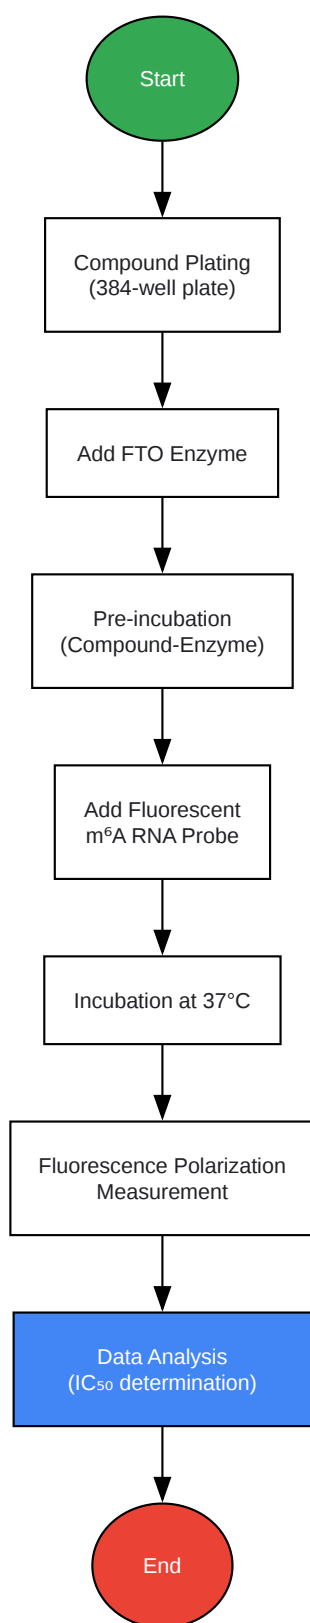 Start
Compound Plating
(384-well plate)
Add FTO Enzyme
Pre-incubation
(Compound-Enzyme)
Add Fluorescent
m⁶A RNA Probe
Incubation at 37°C
Fluorescence Polarization
Measurement
Data Analysis
(IC₅₀ determination)
End